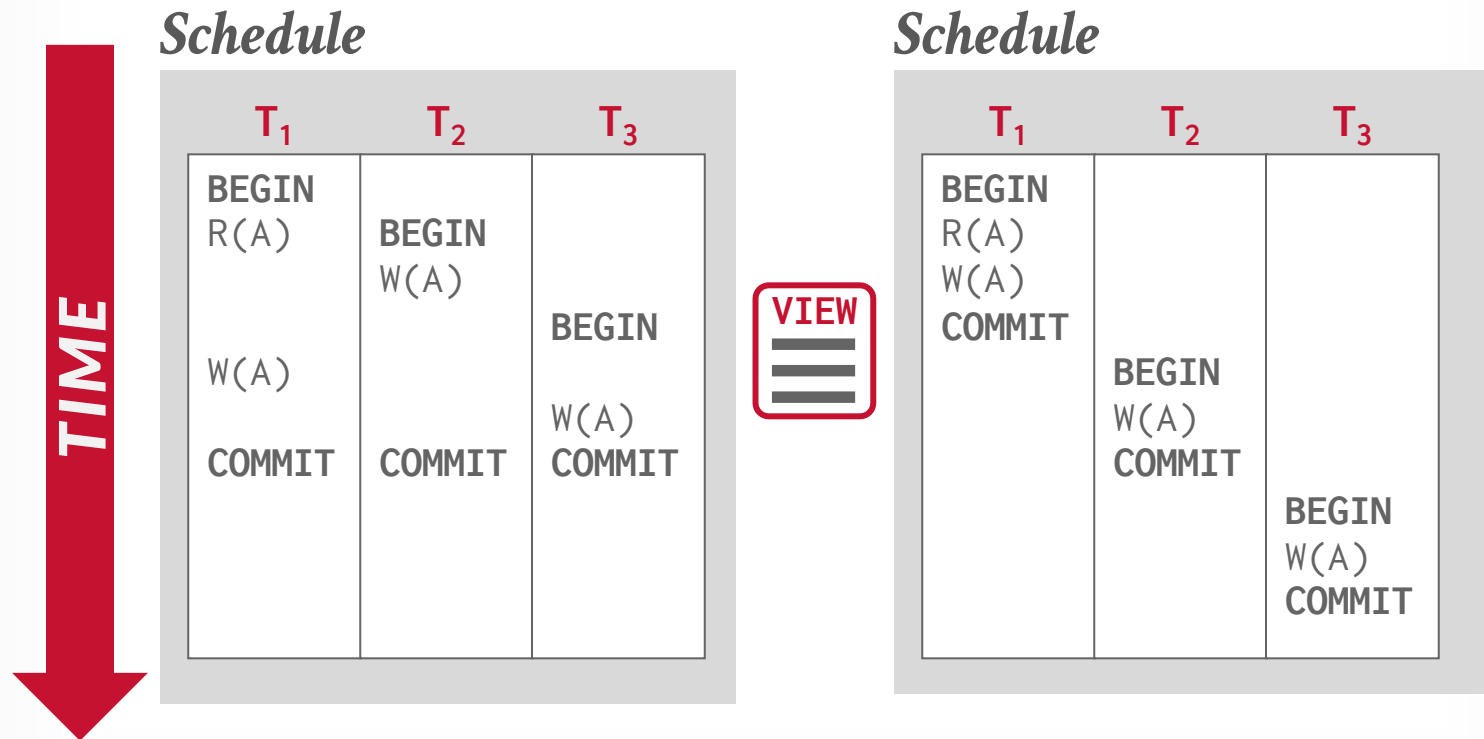 Schedule
T₁ T₂ T₃
BEGIN
R(A) BEGIN
W(A)
BEGIN
W(A)
W(A)
COMMIT COMMIT COMMIT
TIME
VIEW
Schedule
T₁ T₂ T₃
BEGIN
R(A)
W(A)
COMMIT
BEGIN
W(A)
COMMIT
BEGIN
W(A)
COMMIT